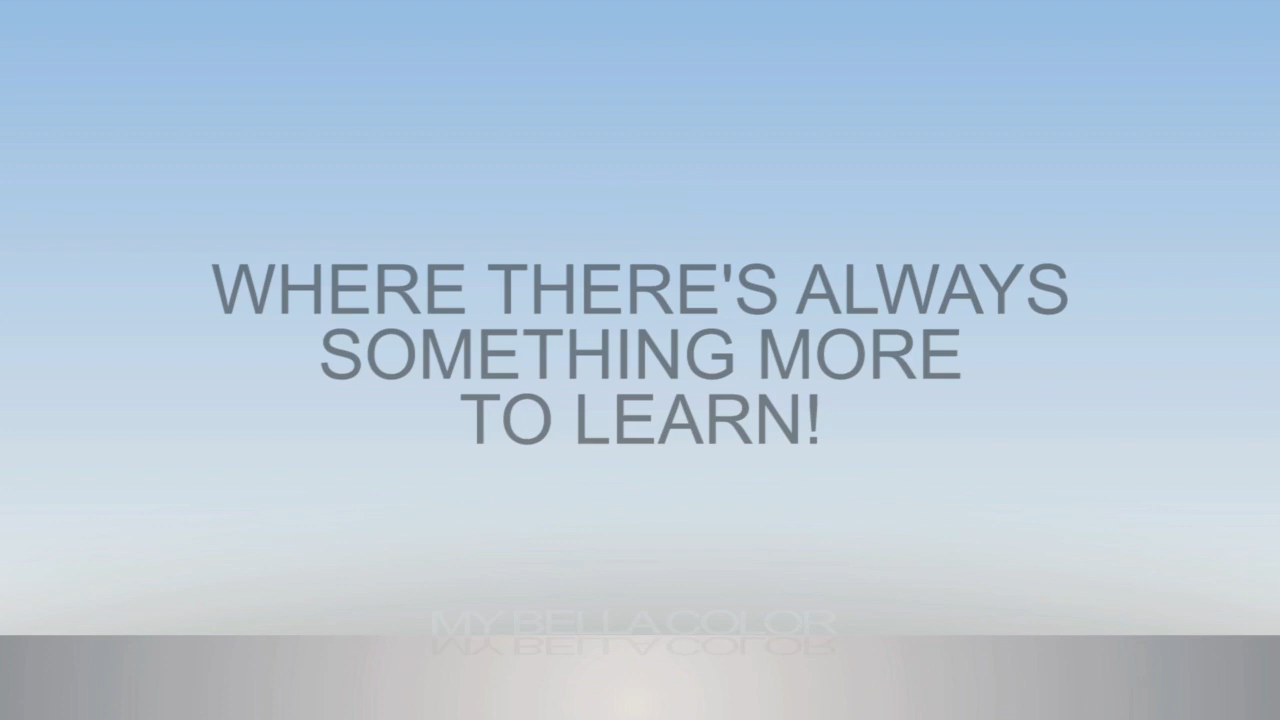 WHERE THERE'S ALWAYS
SOMETHING MORE
TO LEARN!
MY BELLA COLOR